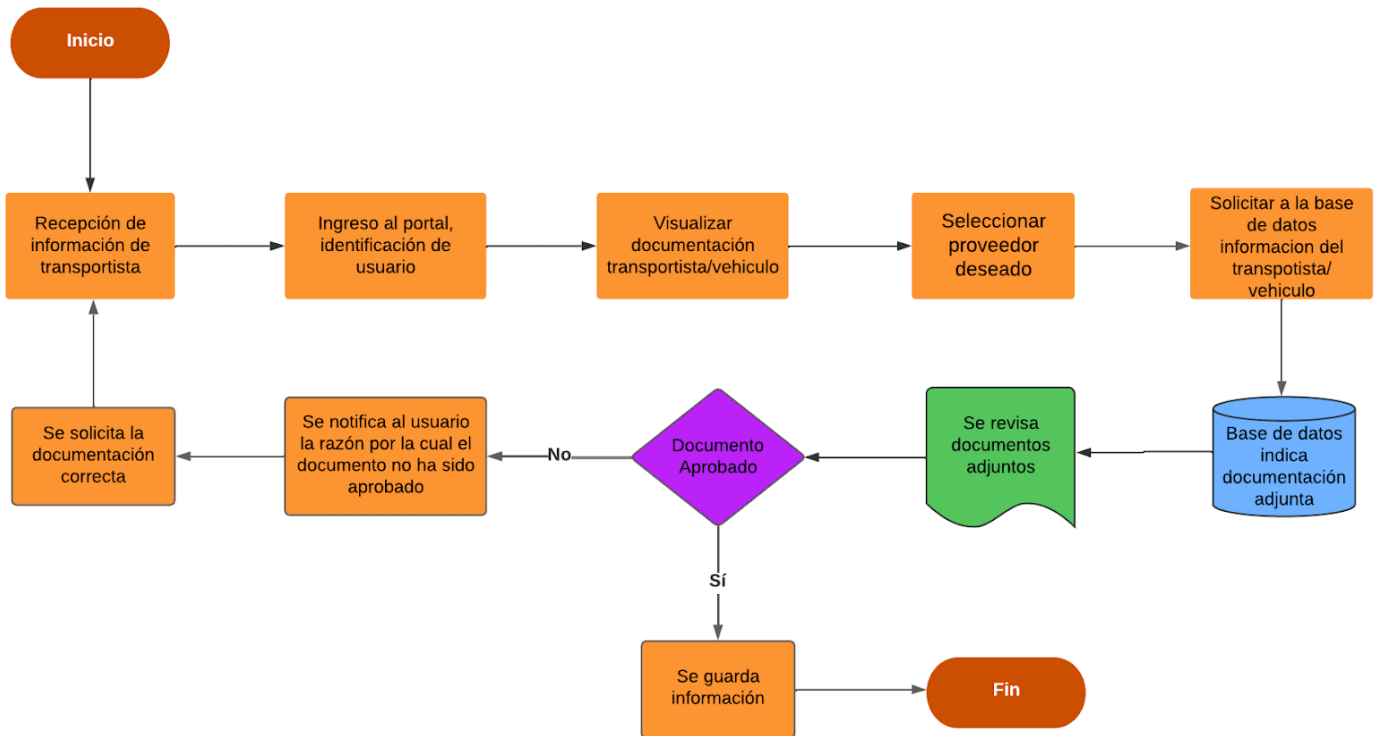 Inicio
Recepción de
información de
transportista
Ingreso al portal,
identificación de
usuario
Visualizar
documentación
transportista/vehiculo
Seleccionar
proveedor
deseado
Solicitar a la base
de datos
informacion del
transpotista/
vehiculo
Se solicita la
documentación
correcta
Se notifica al usuario
la razón por la cual el
documento no ha sido
aprobado
No
Documento
Aprobado
Se revisa
documentos
adjuntos
Base de datos
indica
documentación
adjunta
Sí
Se guarda
información
Fin